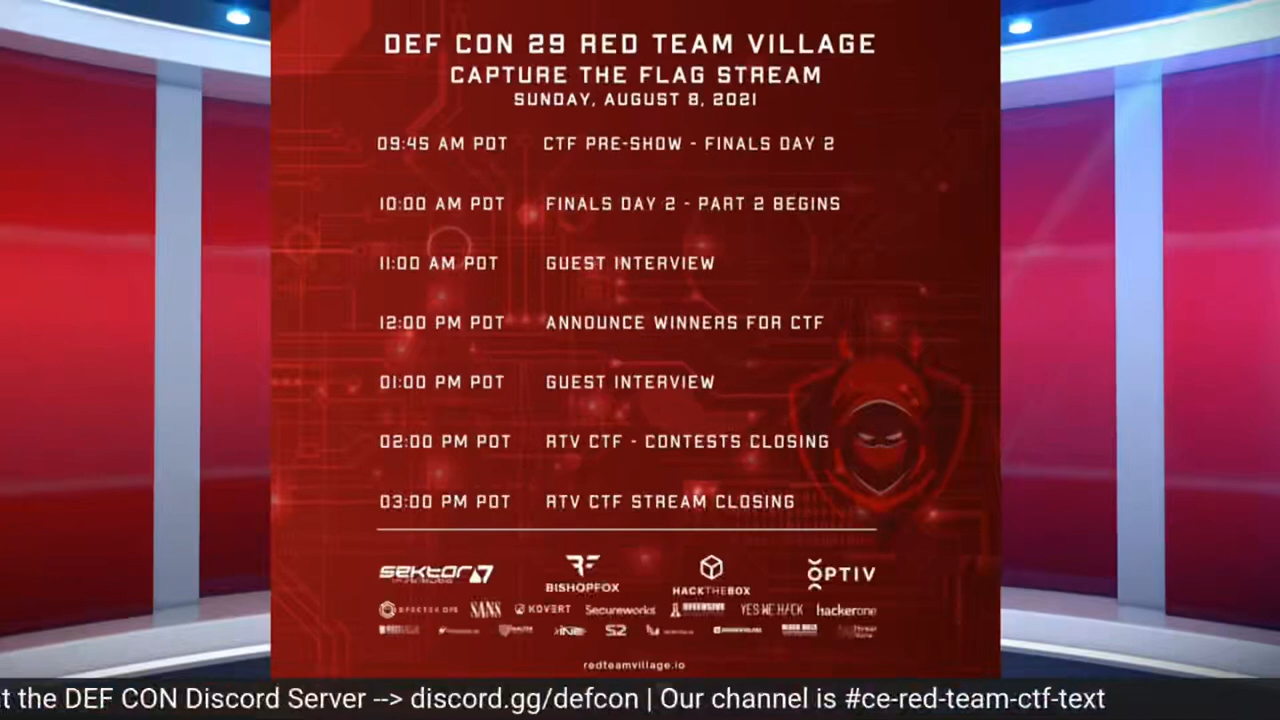 DEF CON 29 RED TEAM VILLAGE
CAPTURE THE FLAG STREAM
SUNDAY, AUGUST 8, 2021
09:45 AM PDT CTF PRE-SHOW - FINALS DAY 2
10:00 AM PDT FINALS DAY 2 - PART 2 BEGINS
11:00 AM PDT GUEST INTERVIEW
12:00 PM PDT ANNOUNCE WINNERS FOR CTF
01:00 PM PDT GUEST INTERVIEW
02:00 PM PDT RTV CTF - CONTESTS CLOSING
03:00 PM PDT RTV CTF STREAM CLOSING
SEKTOR7 BISHOPFOX HACKTHEBOX OPTIV
SPECTEROPS SANS KOVERT Secureworks OFFENSIVE YES WE H/CK hackerone
INE S2
redteamvillage.io
t the DEF CON Discord Server --> discord.gg/defcon | Our channel is #ce-red-team-ctf-text